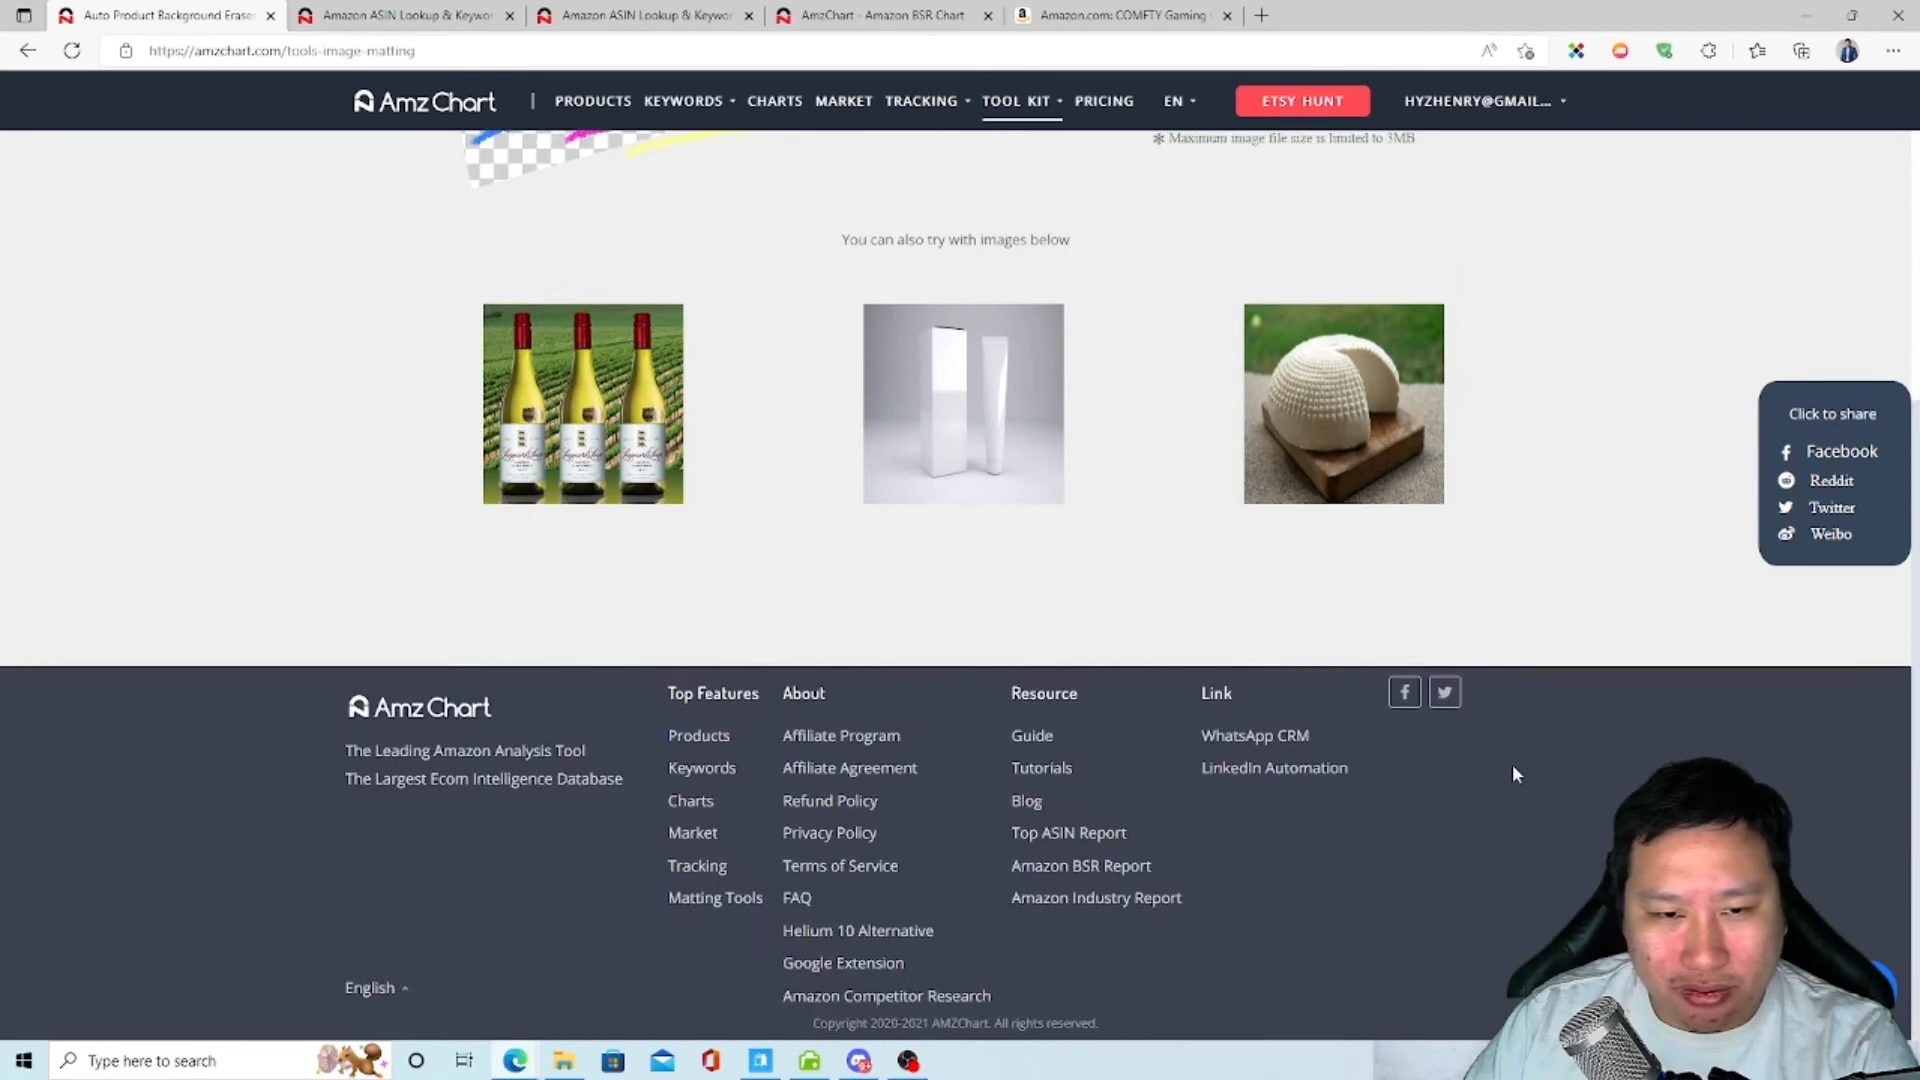 Auto Product Background Erase
Amazon ASIN Lookup & Keywor
Amazon ASIN Lookup & Keywor
AmzChart - Amazon BSR Chart
Amazon.com: COMFTY Gaming
https://amzchart.com/tools-image-matting
AmzChart
PRODUCTS
KEYWORDS
CHARTS
MARKET
TRACKING
TOOL KIT
PRICING
EN
ETSY HUNT
HYZHENRY@GMAIL...
* Maximum image file size is limited to 3MB
You can also try with images below
Click to share
Facebook
Reddit
Twitter
Weibo
AmzChart
The Leading Amazon Analysis Tool
The Largest Ecom Intelligence Database
English
Top Features
Products
Keywords
Charts
Market
Tracking
Matting Tools
About
Affiliate Program
Affiliate Agreement
Refund Policy
Privacy Policy
Terms of Service
FAQ
Helium 10 Alternative
Google Extension
Amazon Competitor Research
Resource
Guide
Tutorials
Blog
Top ASIN Report
Amazon BSR Report
Amazon Industry Report
Link
WhatsApp CRM
LinkedIn Automation
Copyright 2020-2021 AMZChart. All rights reserved.
Type here to search